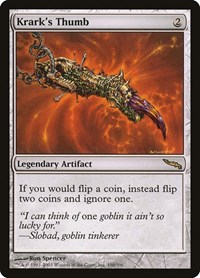 Krark's Thumb 2
Legendary Artifact
If you would flip a coin, instead flip
two coins and ignore one.
"I can think of one goblin it ain't so
lucky for."
—Slobad, goblin tinkerer
Ron Spencer